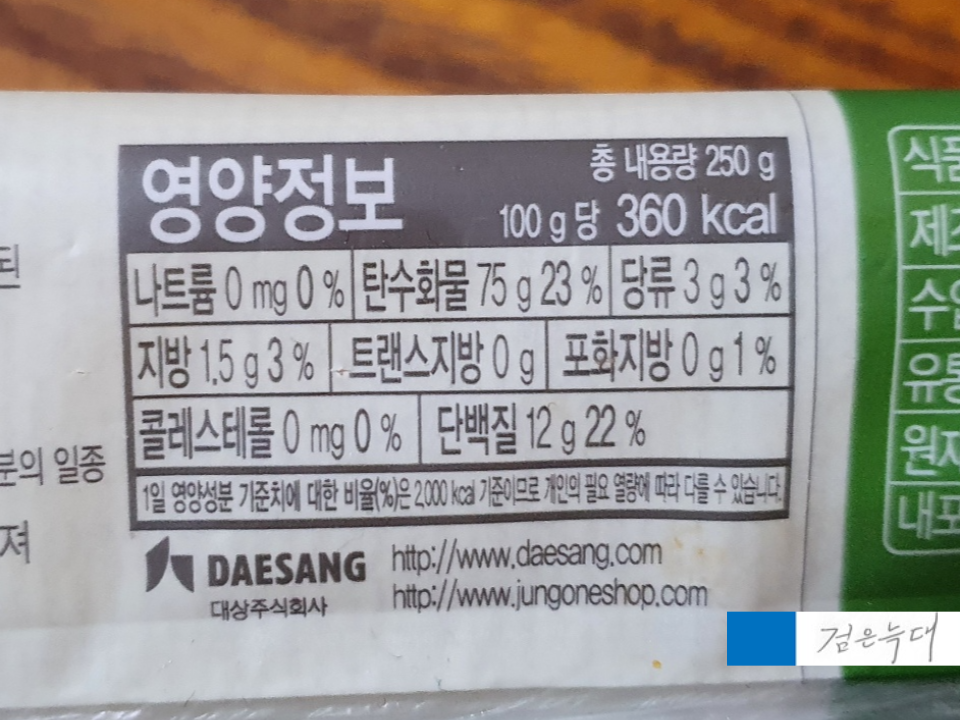 영양정보
총 내용량 250 g
100 g 당 360 kcal
나트륨 0 mg 0 % 탄수화물 75 g 23 % 당류 3 g 3 %
지방 1.5 g 3 % 트랜스지방 0 g 포화지방 0 g 1 %
콜레스테롤 0 mg 0 % 단백질 12 g 22 %
1일 영양성분 기준치에 대한 비율(%)은 2,000 kcal 기준이므로 개인의 필요 열량에 따라 다를 수 있습니다.
DAESANG
대상주식회사
http://www.daesang.com
http://www.jungoneshop.com
된
분의 일종
져
식품
제조
수입
유통
원재
내포
검은늑대